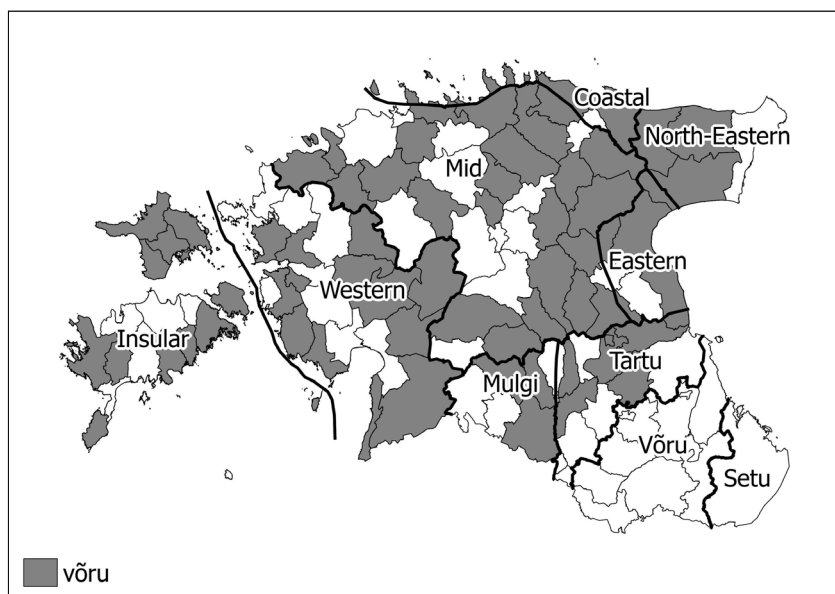 Coastal
North-Eastern
Mid
Eastern
Western
Insular
Tartu
Mulgi
Võru
Setu
võru